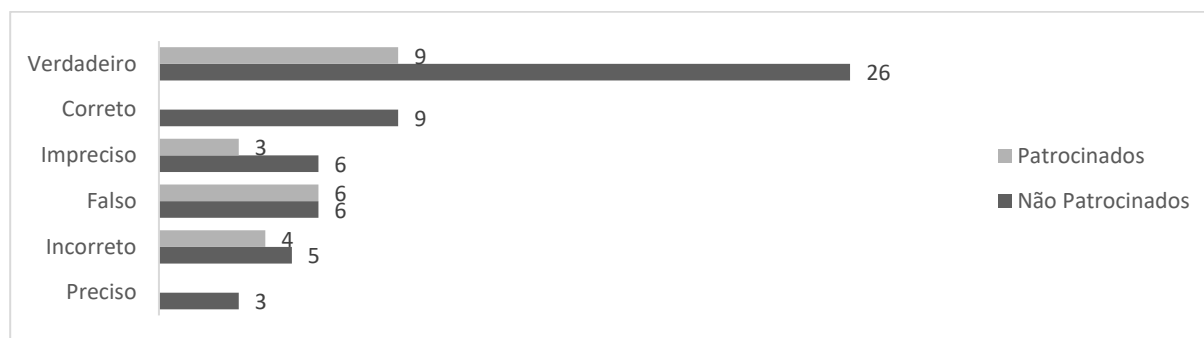 Verdadeiro
9
26
Correto
9
Impreciso
3
6
Falso
6
6
Incorreto
4
5
Preciso
3
Patrocinados
Não Patrocinados